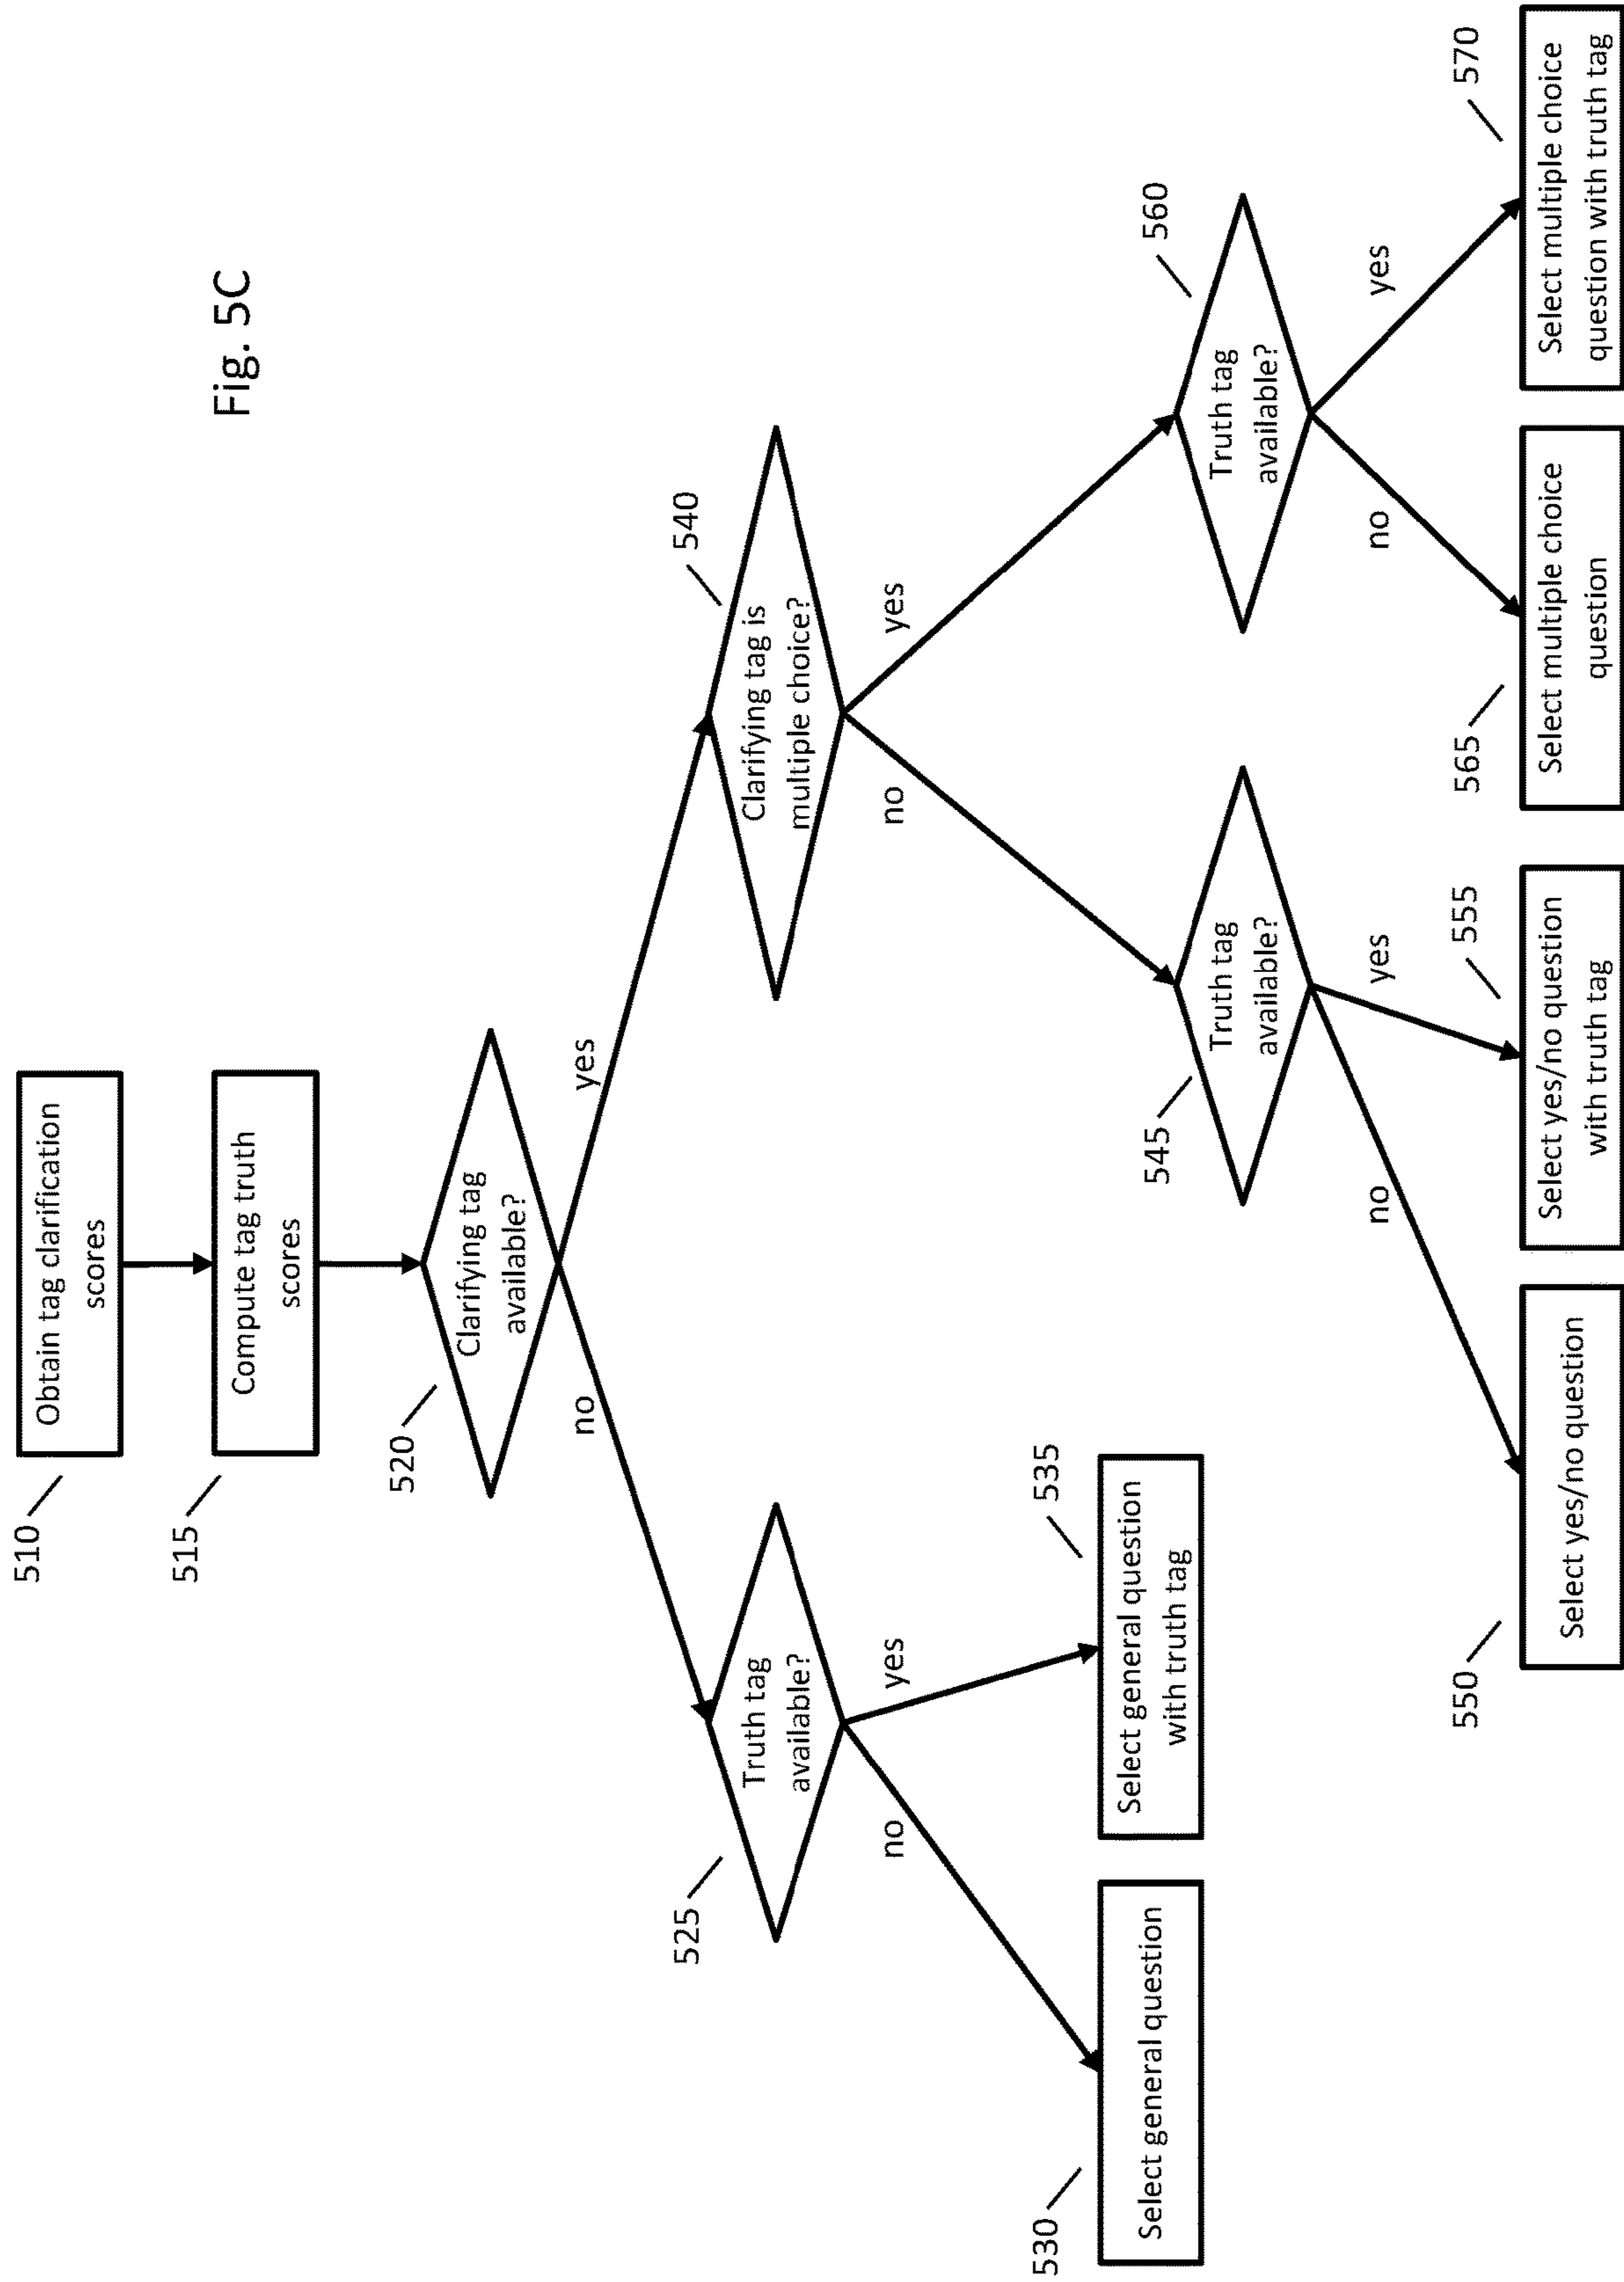 Fig. 5C
510
Obtain tag clarification
scores
515
Compute tag truth
scores
520
Clarifying tag
available?
no
yes
525
Truth tag
available?
540
Clarifying tag is
multiple choice?
no
yes
no
yes
530
Select general question
535
Select general question
with truth tag
545
Truth tag
available?
560
Truth tag
available?
no
yes
no
yes
550
Select yes/no question
555
Select yes/no question
with truth tag
565
Select multiple choice
question
570
Select multiple choice
question with truth tag